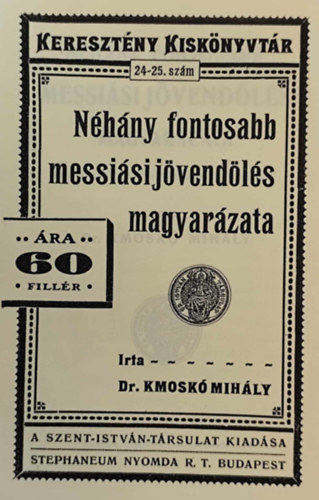 KERESZTÉNY KISKÖNYVTÁR
24-25. szám
Néhány fontosabb
messiási jövendölés
magyarázata
·· ÁRA ··
60
· FILLÉR ·
Irta ~ ~ ~ ~ ~ ~ ~
Dr. KMOSKÓ MIHÁLY
A SZENT-ISTVÁN-TÁRSULAT KIADÁSA
STEPHANEUM NYOMDA R. T. BUDAPEST